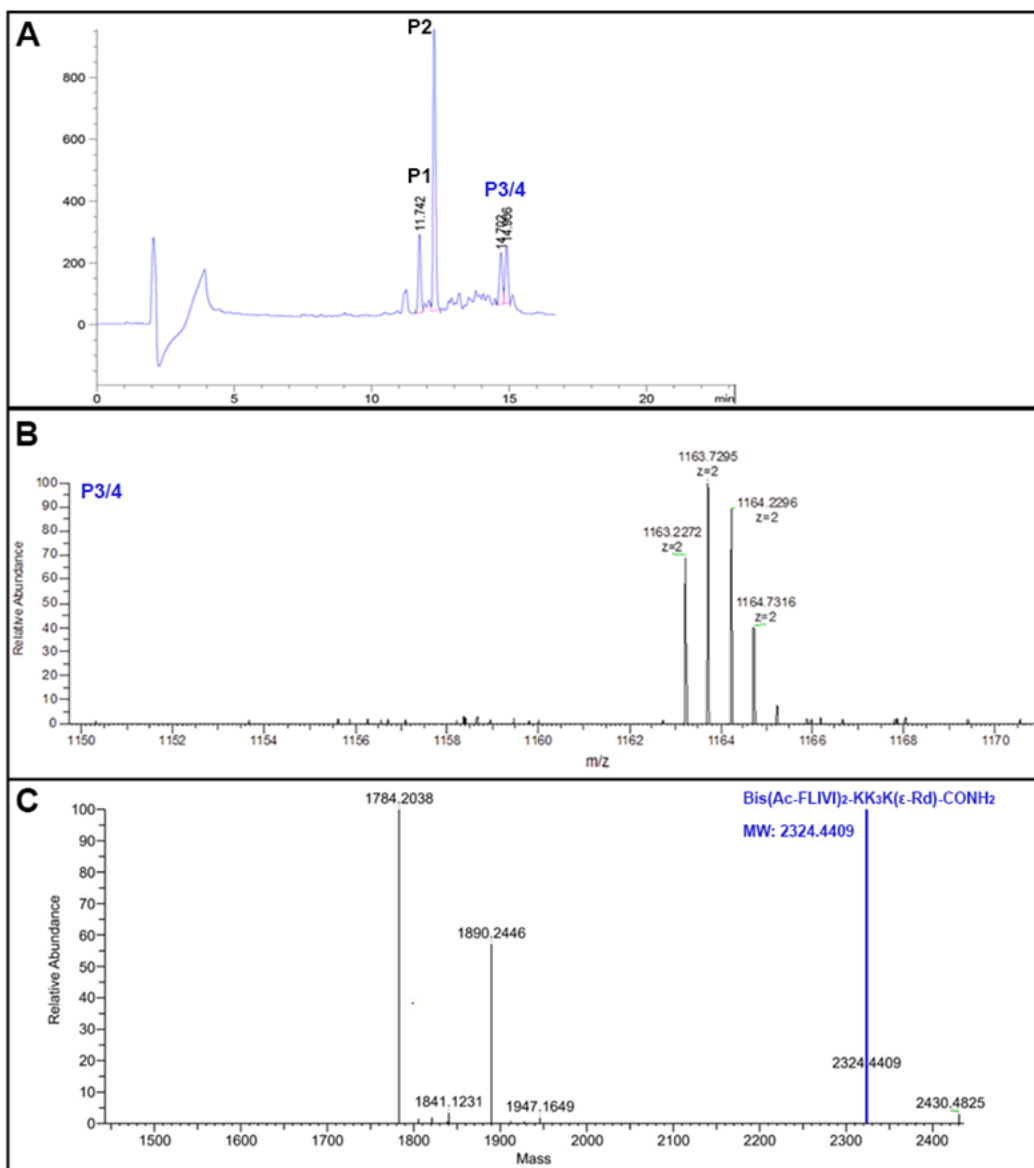 A
P2
P1
P3/4
11.742
14.702
14.906
800
600
400
200
0
0 5 10 15 20 min
B
P3/4
Relative Abundance
100
90
80
70
60
50
40
30
20
10
0
1163.7295
z=2
1164.2296
z=2
1163.2272
z=2
1164.7316
z=2
1150 1152 1154 1156 1158 1160 1162 1164 1166 1168 1170
m/z
C
1784.2038
Bis(Ac-FLIVI)₂-KK₃K(ε-Rd)-CONH₂
MW: 2324.4409
Relative Abundance
100
90
80
70
60
50
40
30
20
10
0
1890.2446
1841.1231
1947.1649
2324.4409
2430.4825
1500 1600 1700 1800 1900 2000 2100 2200 2300 2400
Mass